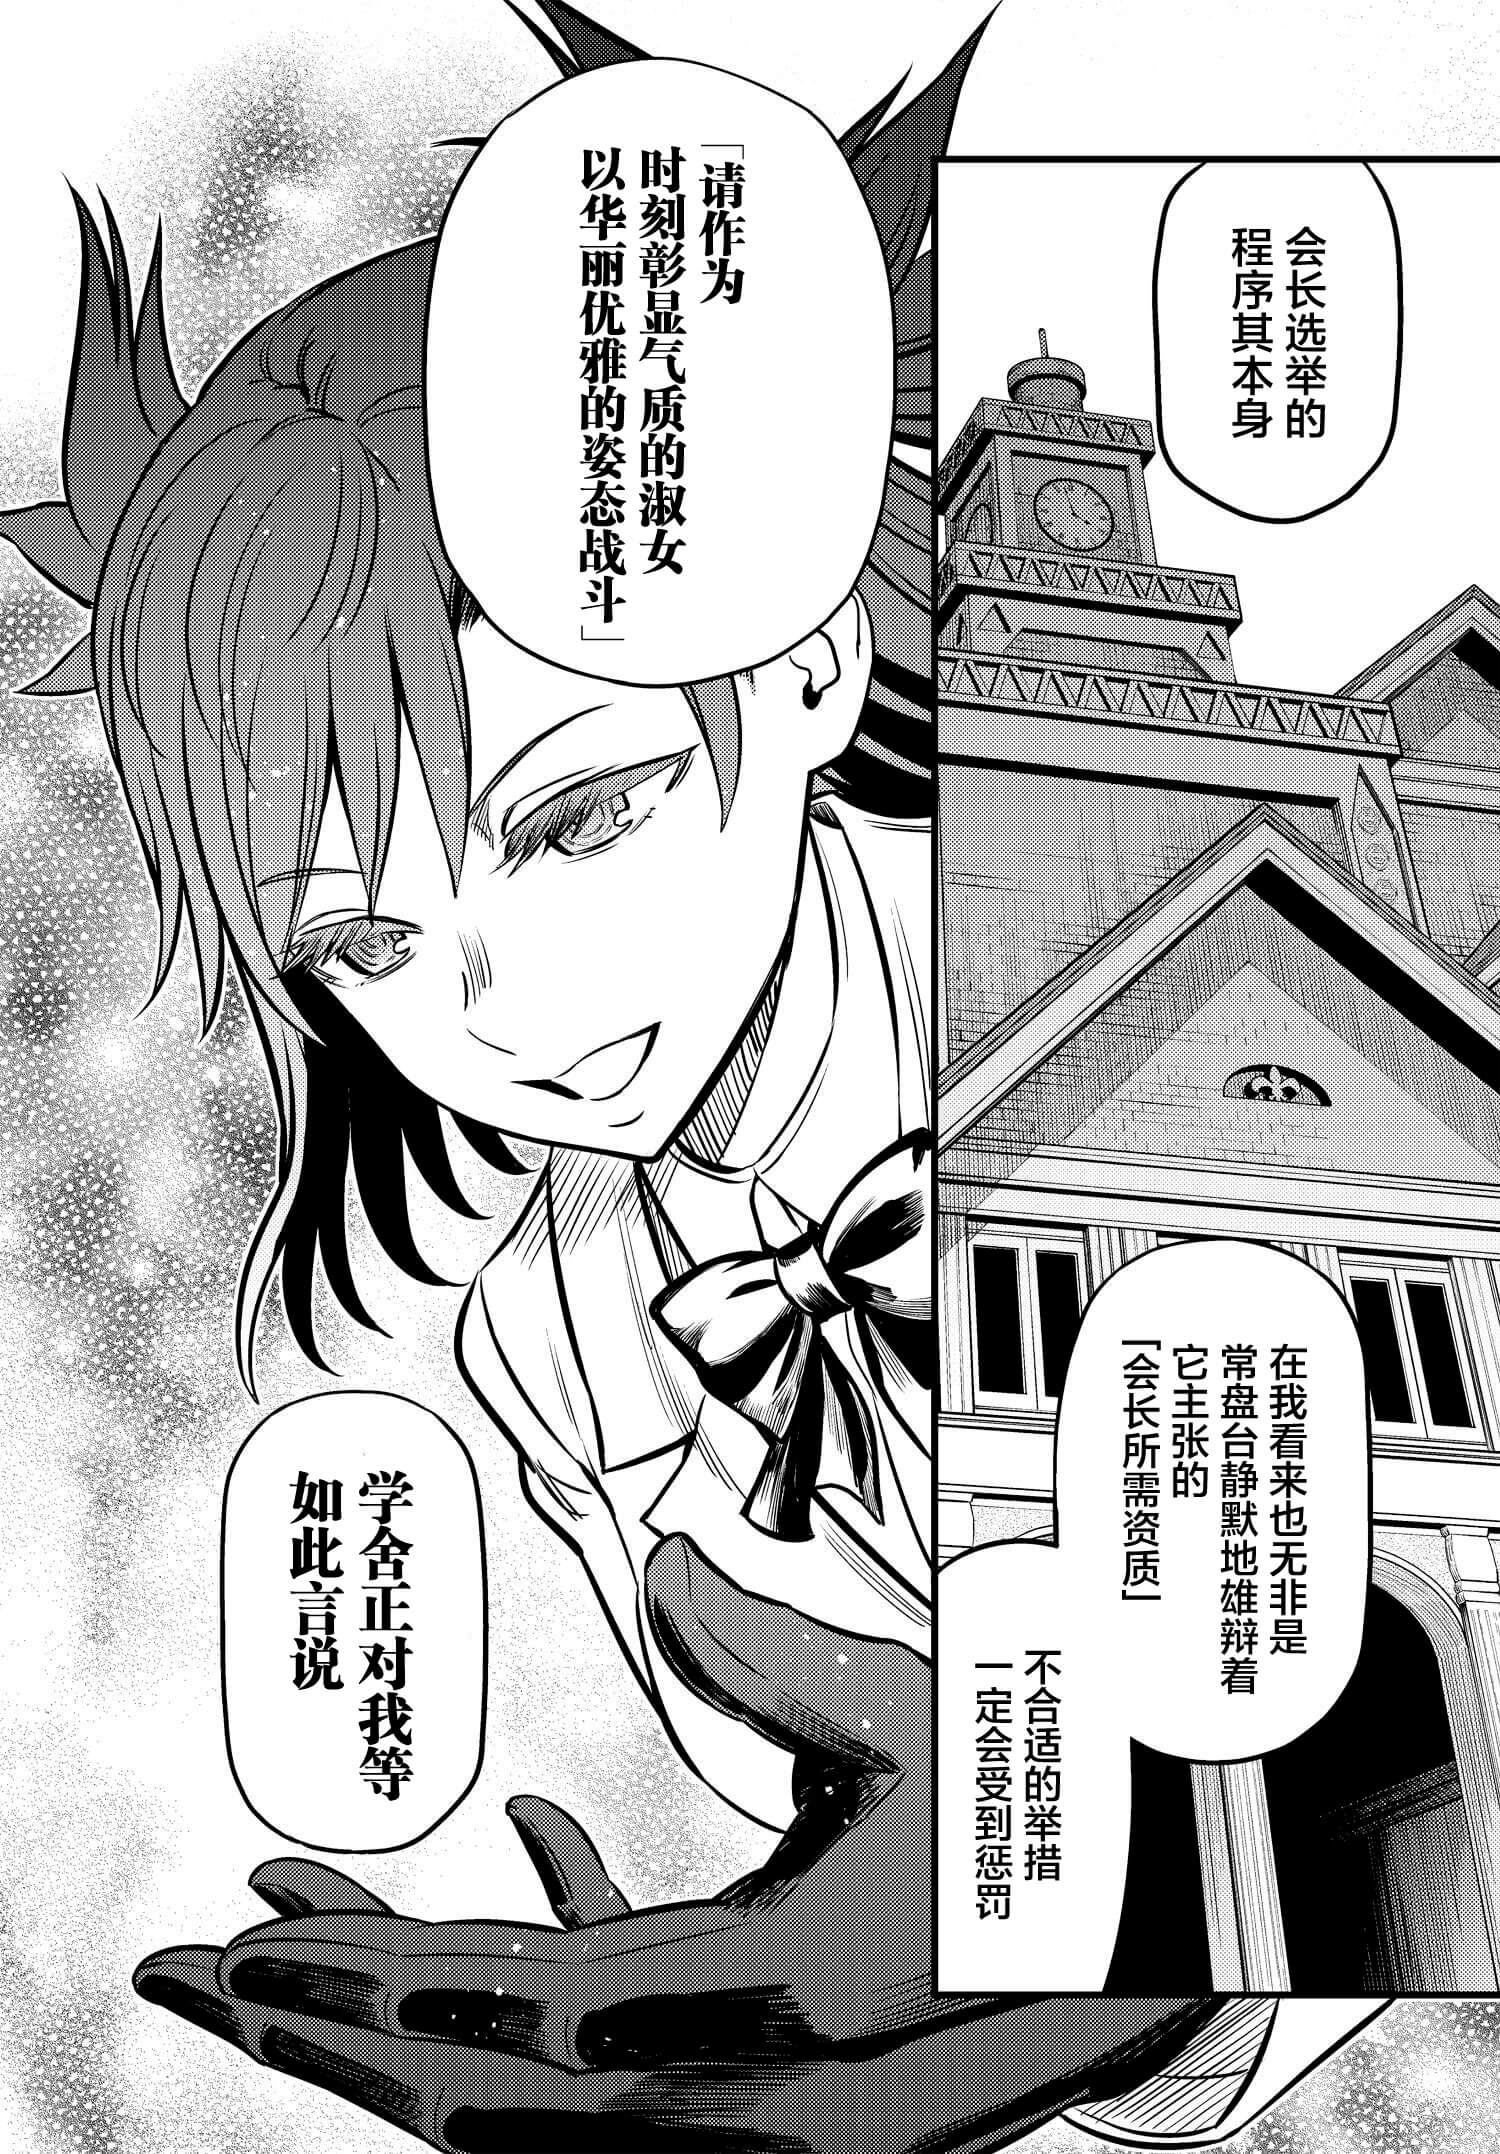 会长选举的
程序其本身
在我看来也无非是
常盘台静默地雄辩着
它主张的
「会长所需资质」
不合适的举措
一定会受到惩罚
「请作为
时刻彰显气质的淑女
以华丽优雅的姿态战斗」
学舍正对我等
如此言说